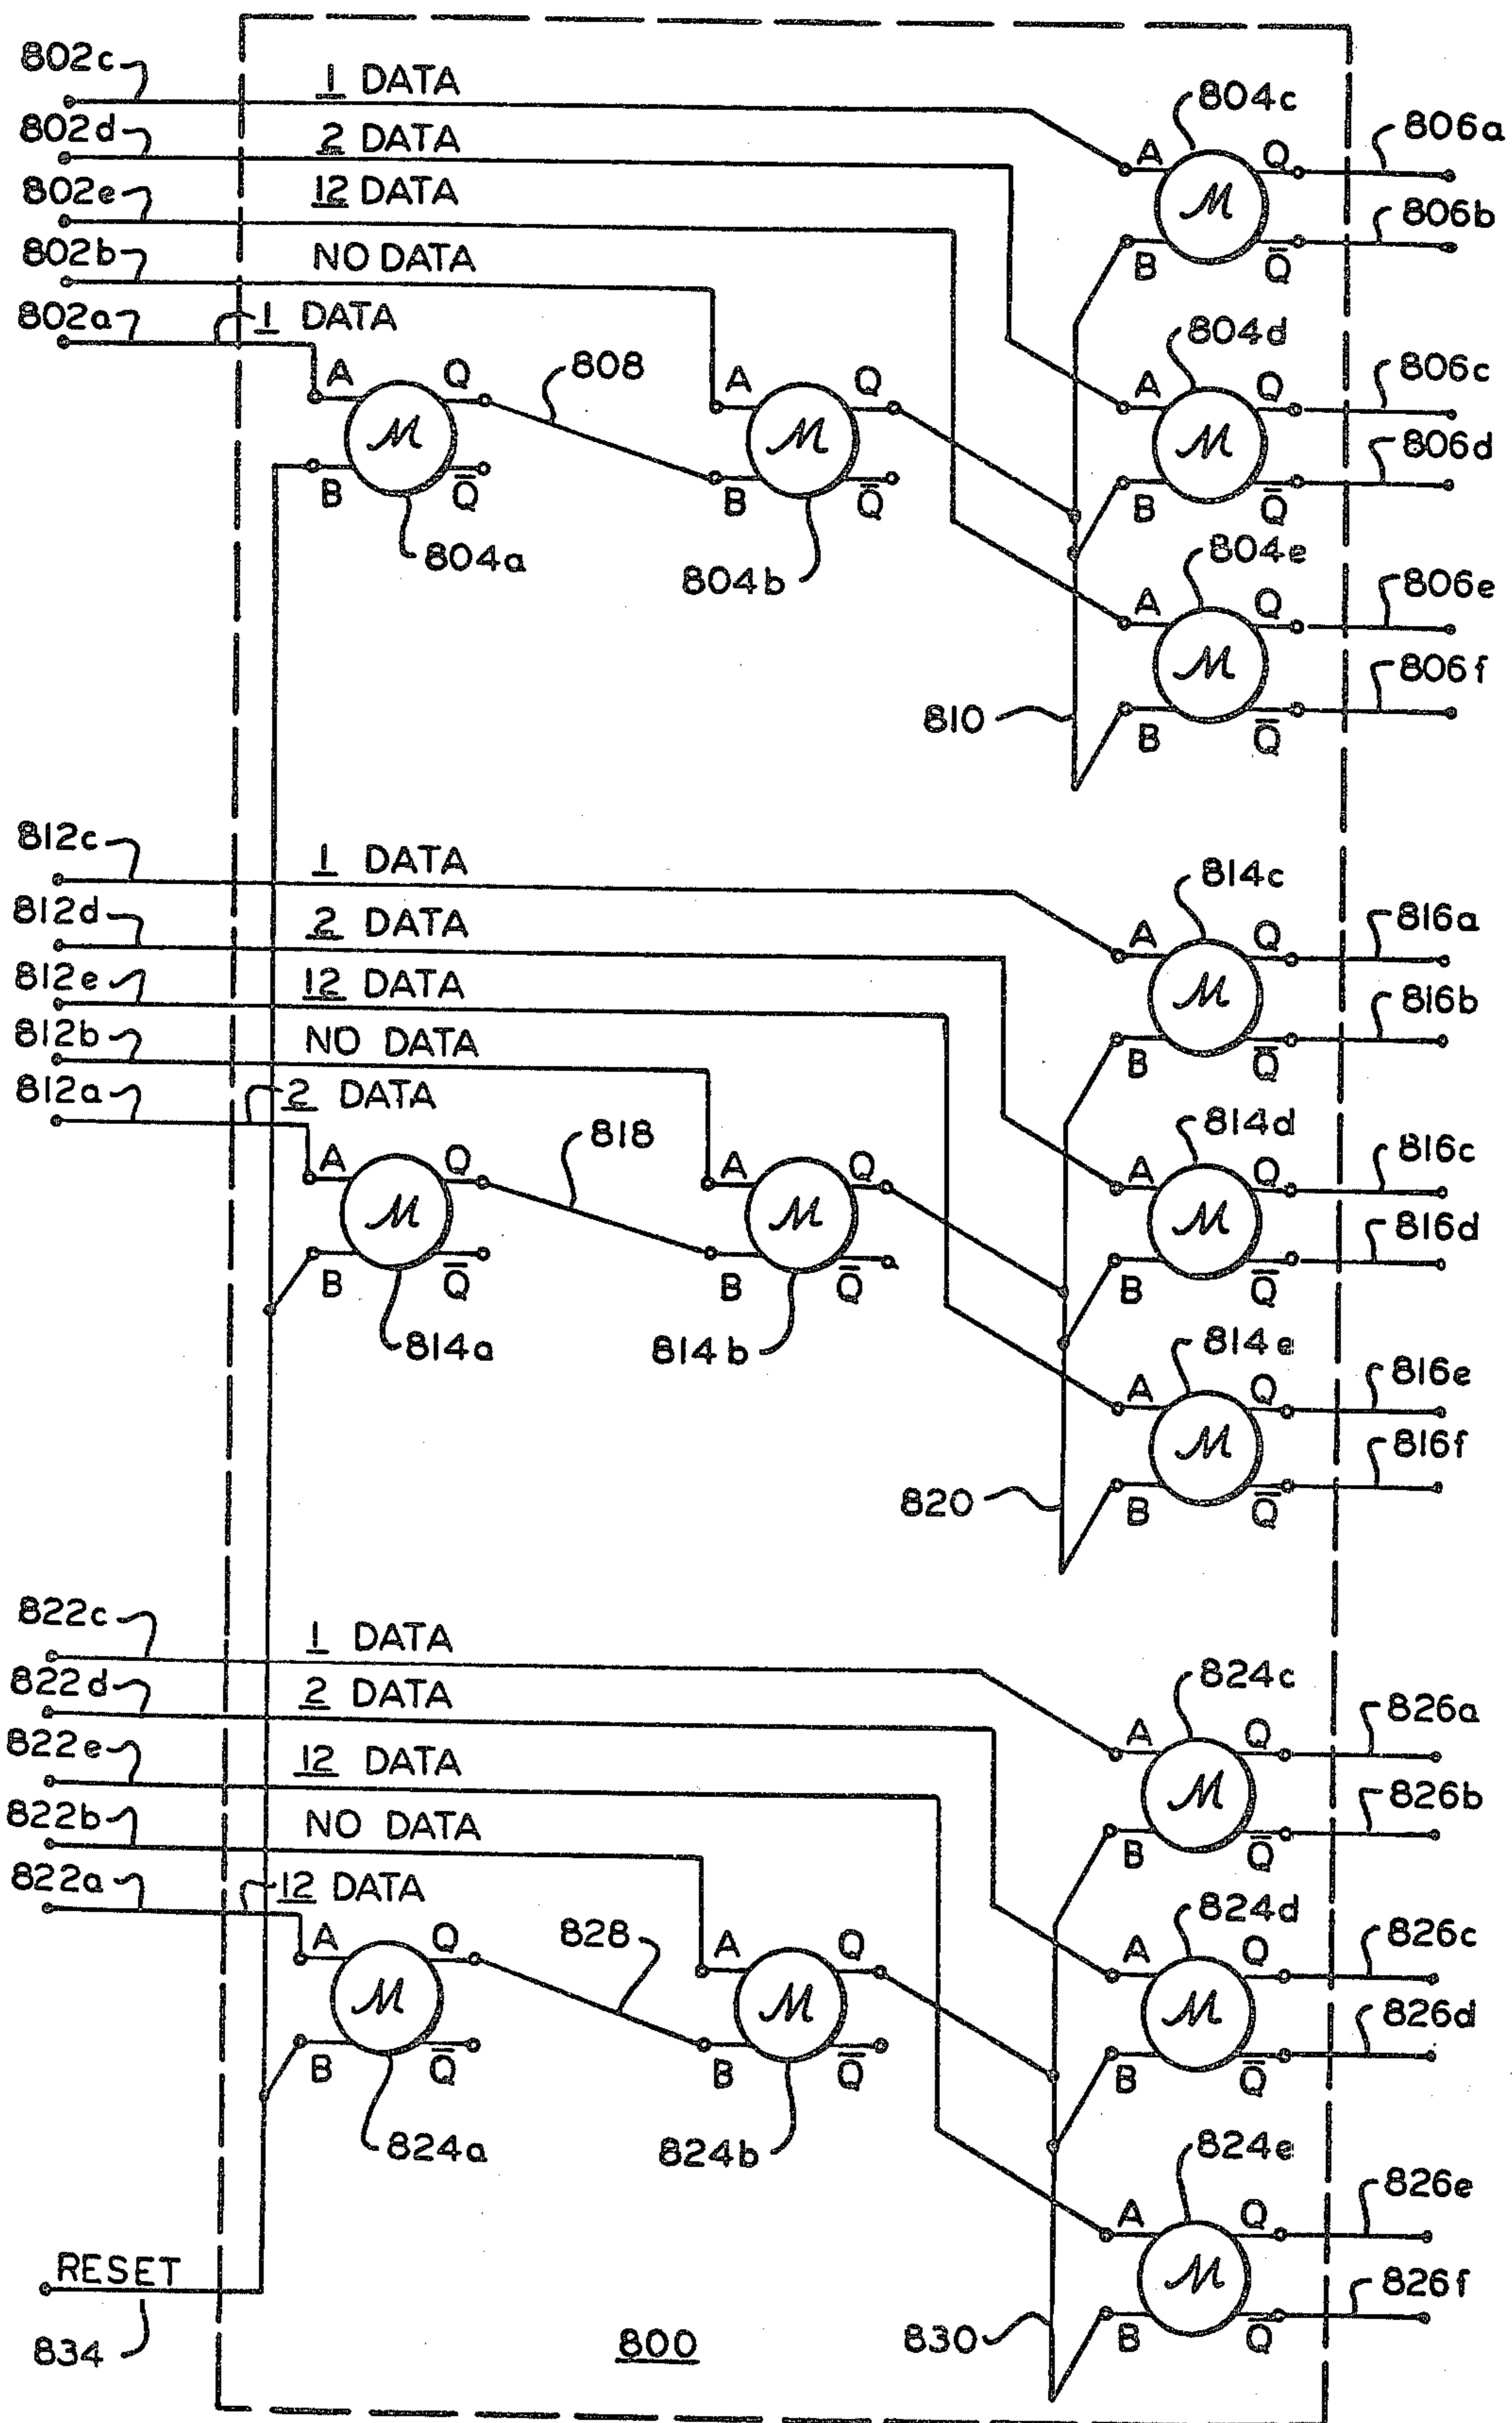 802c
1 DATA
804c
802d
2 DATA
A
Q
806a
802e
12 DATA
M
806b
802b
NO DATA
B
Q̅
802a
1 DATA
804d
A
Q
808
A
Q
A
Q
806c
M
M
M
806d
B
Q̅
B
Q̅
B
Q̅
804a
804b
804e
A
Q
806e
M
806f
810
B
Q̅
812c
1 DATA
814c
812d
2 DATA
A
Q
816a
812e
12 DATA
M
816b
812b
NO DATA
B
Q̅
812a
2 DATA
814d
A
Q
818
A
Q
A
Q
816c
M
M
M
816d
B
Q̅
B
Q̅
B
Q̅
814a
814b
814e
A
Q
816e
M
816f
820
B
Q̅
822c
1 DATA
824c
822d
2 DATA
A
Q
826a
822e
12 DATA
M
826b
822b
NO DATA
B
Q̅
822a
12 DATA
824d
A
Q
828
A
Q
A
Q
826c
M
M
M
826d
B
Q̅
B
Q̅
B
Q̅
824a
824b
824e
A
Q
826e
RESET
M
826f
834
800
830
B
Q̅